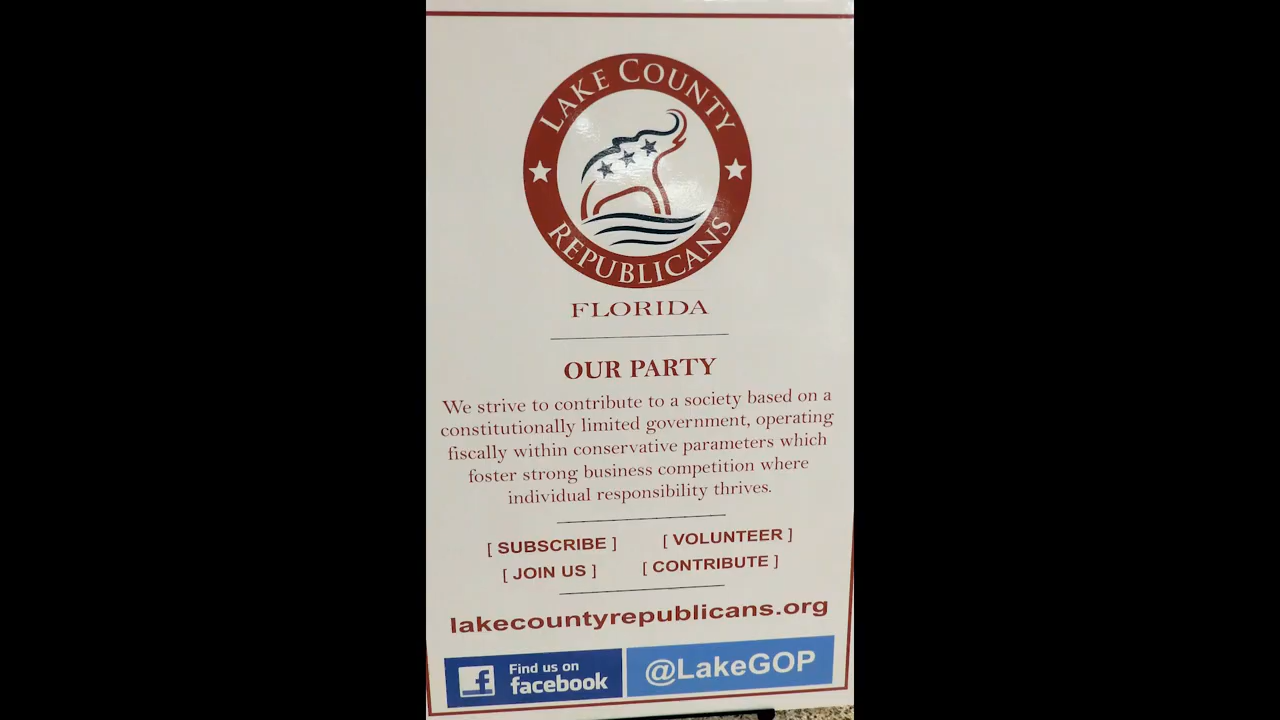 LAKE COUNTY
REPUBLICANS
FLORIDA
OUR PARTY
We strive to contribute to a society based on a
constitutionally limited government, operating
fiscally within conservative parameters which
foster strong business competition where
individual responsibility thrives.
[ SUBSCRIBE ] [ VOLUNTEER ]
[ JOIN US ] [ CONTRIBUTE ]
lakecountyrepublicans.org
f Find us on
facebook
@LakeGOP